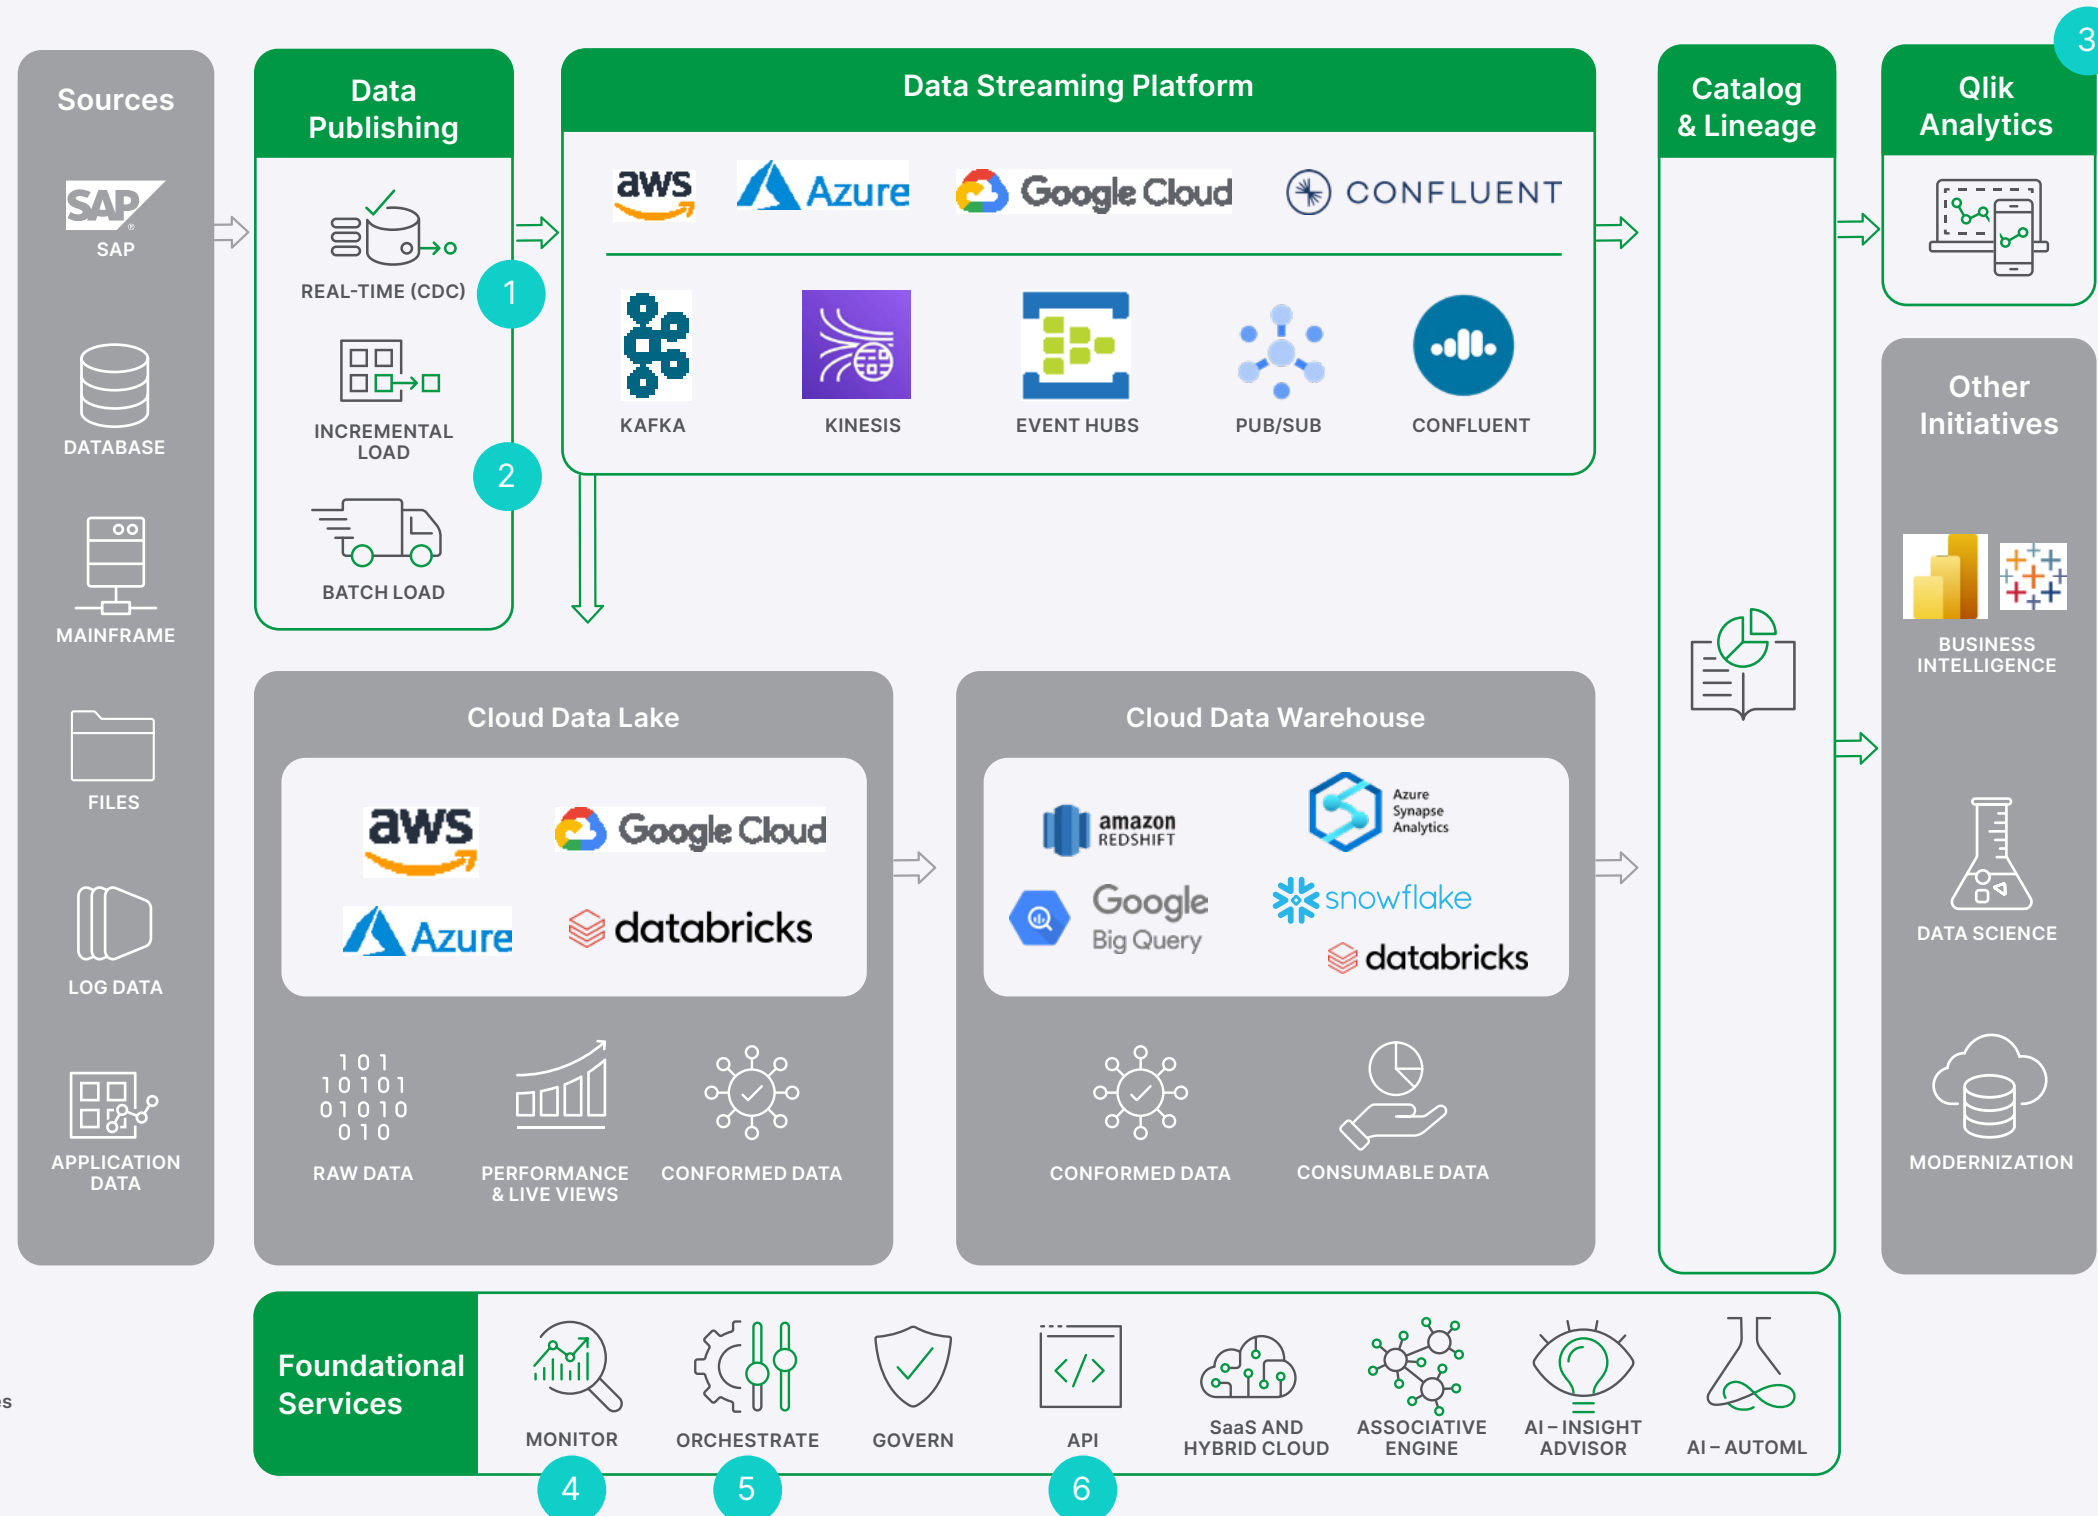 Sources
SAP
®
SAP
DATABASE
MAINFRAME
FILES
LOG DATA
APPLICATION
DATA
Data
Publishing
REAL-TIME (CDC)
1
INCREMENTAL
LOAD
2
BATCH LOAD
Data Streaming Platform
aws
Azure
Google Cloud
CONFLUENT
KAFKA
KINESIS
EVENT HUBS
PUB/SUB
CONFLUENT
Catalog
& Lineage
3
Qlik
Analytics
Other
Initiatives
BUSINESS
INTELLIGENCE
DATA SCIENCE
MODERNIZATION
Cloud Data Lake
aws
Google Cloud
Azure
databricks
101
10101
01010
010
RAW DATA
PERFORMANCE
& LIVE VIEWS
CONFORMED DATA
Cloud Data Warehouse
amazon
REDSHIFT
Azure
Synapse
Analytics
Google
Big Query
snowflake
databricks
CONFORMED DATA
CONSUMABLE DATA
Foundational
Services
MONITOR
4
ORCHESTRATE
5
GOVERN
</>
API
6
SaaS AND
HYBRID CLOUD
ASSOCIATIVE
ENGINE
AI – INSIGHT
ADVISOR
AI – AUTOML